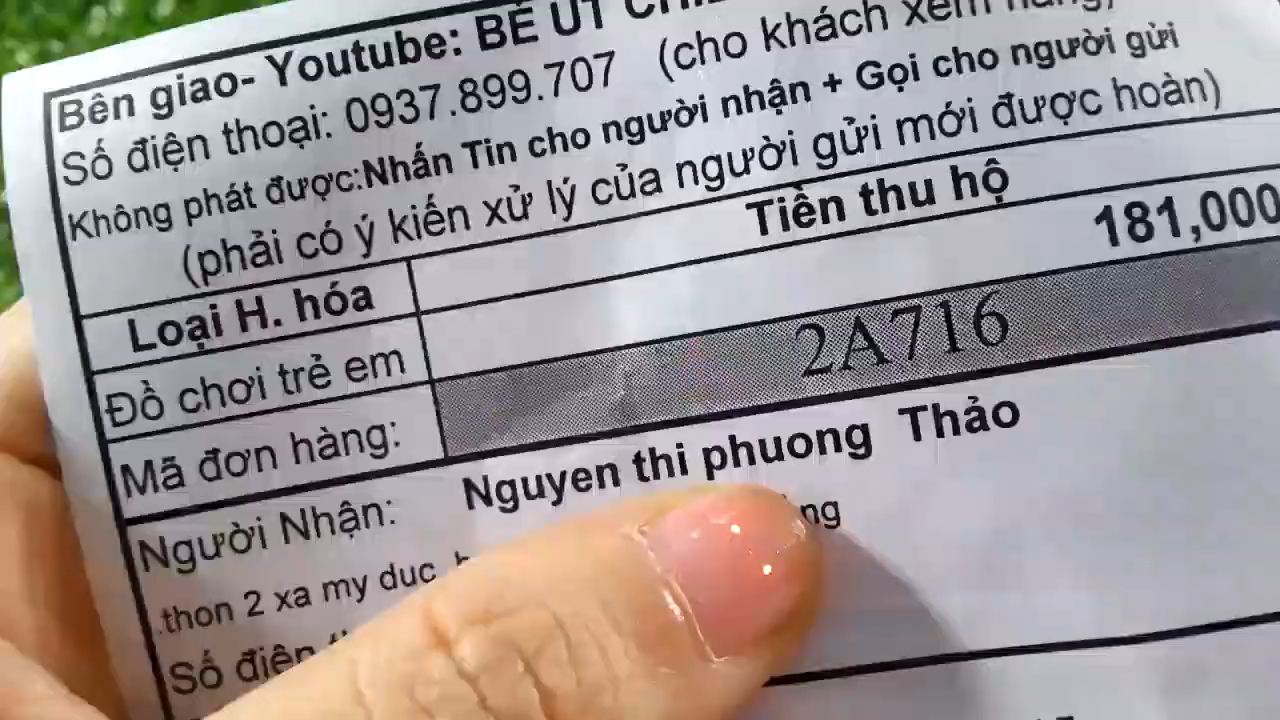 Bên giao- Youtube: BÉ ÚT
Số điện thoại: 0937.899.707 (cho khách xem hàng)
Không phát được:Nhấn Tin cho người nhận + Gọi cho người gửi
(phải có ý kiến xử lý của người gửi mới được hoàn)
Loại H. hóa Tiền thu hộ
Đồ chơi trẻ em 181,000
Mã đơn hàng: 2A716
Người Nhận: Nguyen thi phuong Thảo
thon 2 xa my duc
Số điện